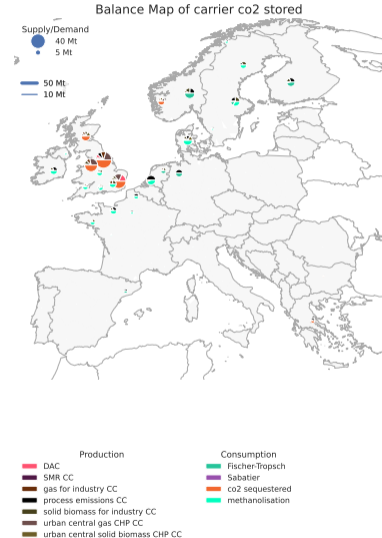 Balance Map of carrier co2 stored
Supply/Demand
40 Mt
5 Mt
50 Mt
10 Mt
Production
DAC
SMR CC
gas for industry CC
process emissions CC
solid biomass for industry CC
urban central gas CHP CC
urban central solid biomass CHP CC
Consumption
Fischer-Tropsch
Sabatier
co2 sequestered
methanolisation